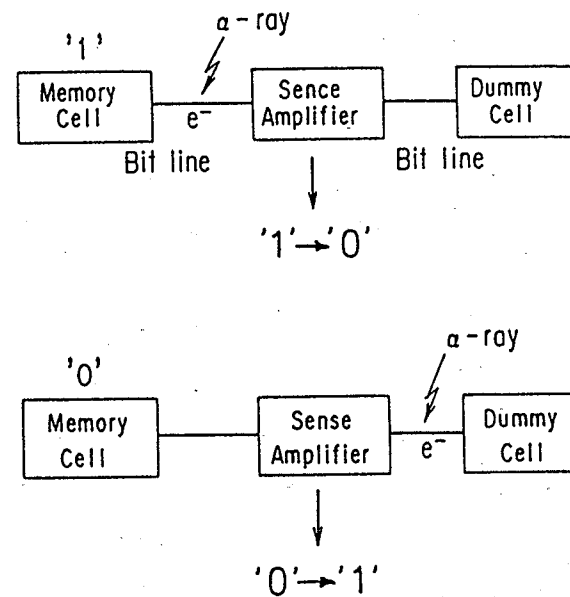 α-ray
'1'
Memory Cell
e⁻
Sence Amplifier
Dummy Cell
Bit line
Bit line
'1'→'0'
α-ray
'0'
Memory Cell
Sense Amplifier
e⁻
Dummy Cell
'0'→'1'